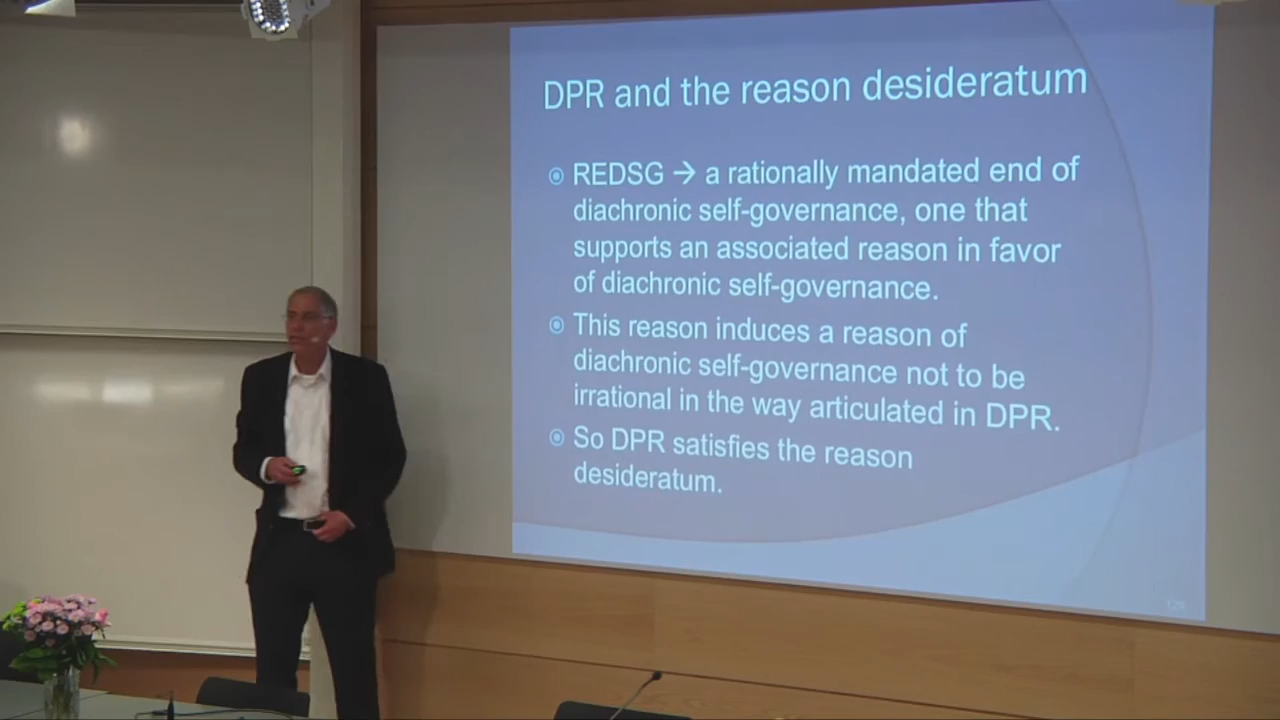 DPR and the reason desideratum
REDSG → a rationally mandated end of
diachronic self-governance, one that
supports an associated reason in favor
of diachronic self-governance.
This reason induces a reason of
diachronic self-governance not to be
irrational in the way articulated in DPR.
So DPR satisfies the reason
desideratum.